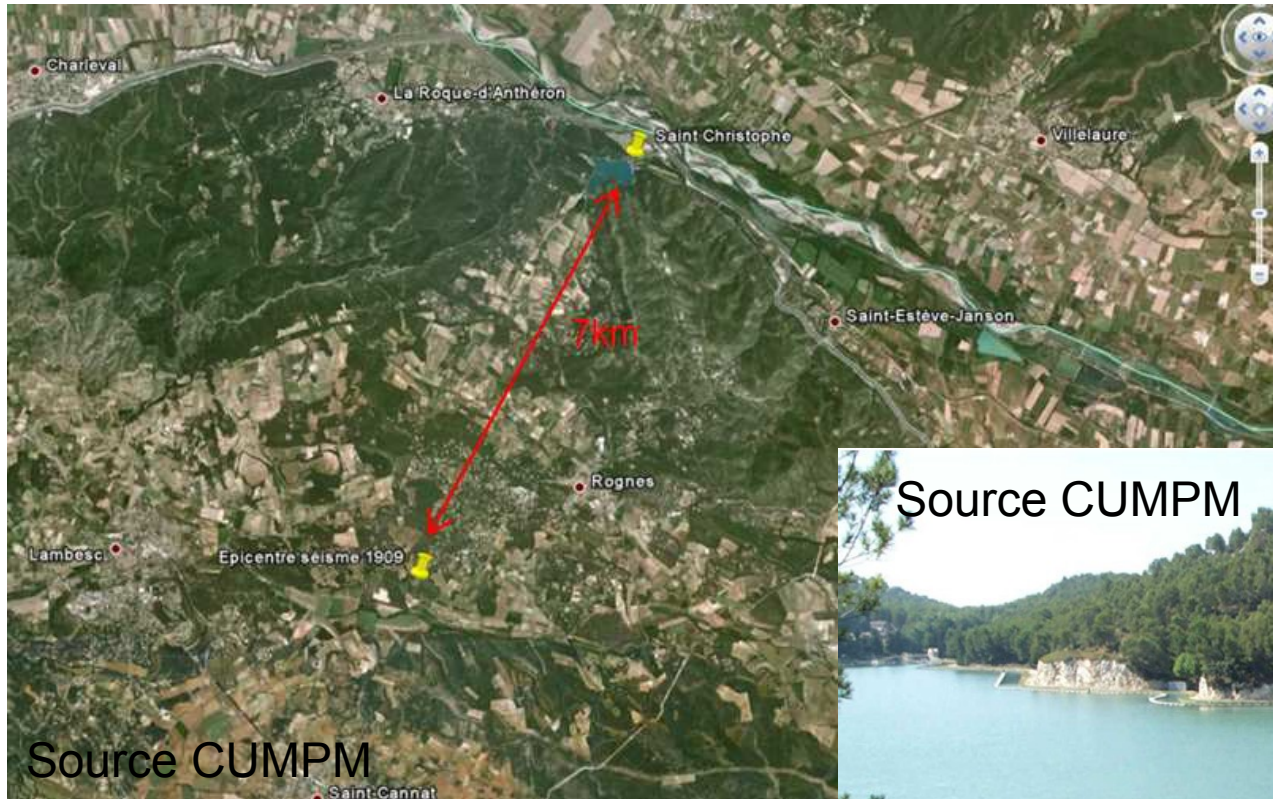 Charleval
La Roque-d'Anthéron
Saint Christophe
Villelaure
Saint-Estève-Janson
7km
Rognes
Lambesc
Epicentre séisme 1909
Source CUMPM
Source CUMPM
Saint-Cannat